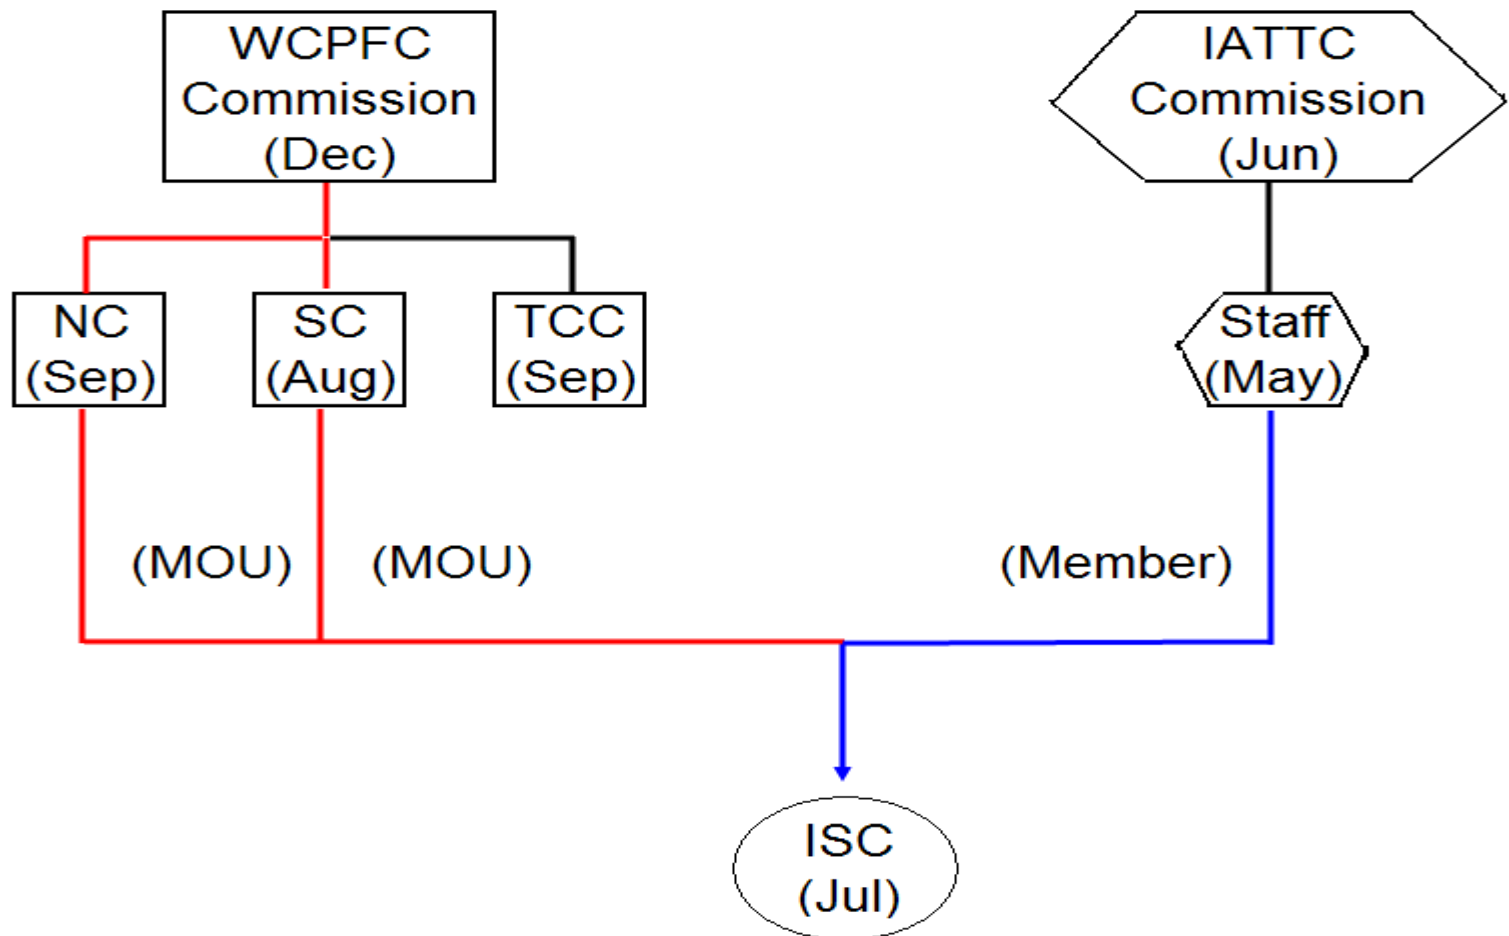 WCPFC
Commission
(Dec)
IATTC
Commission
(Jun)
NC
(Sep)
SC
(Aug)
TCC
(Sep)
Staff
(May)
(MOU)
(MOU)
(Member)
ISC
(Jul)